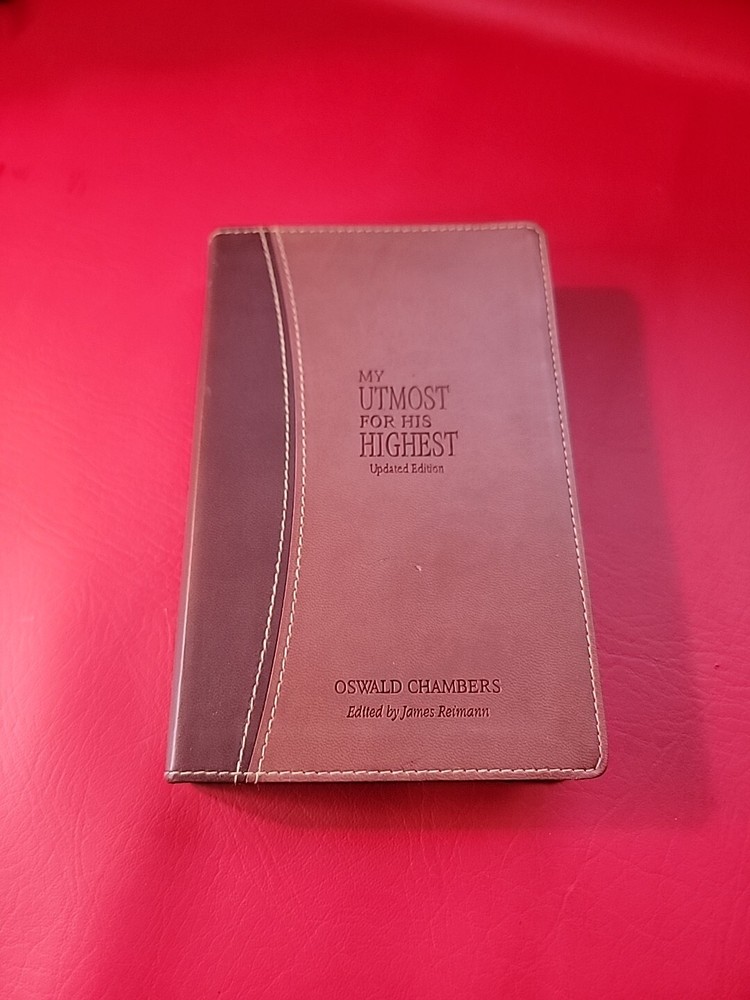 MY
UTMOST
FOR HIS
HIGHEST
Updated Edition
OSWALD CHAMBERS
Edited by James Reimann